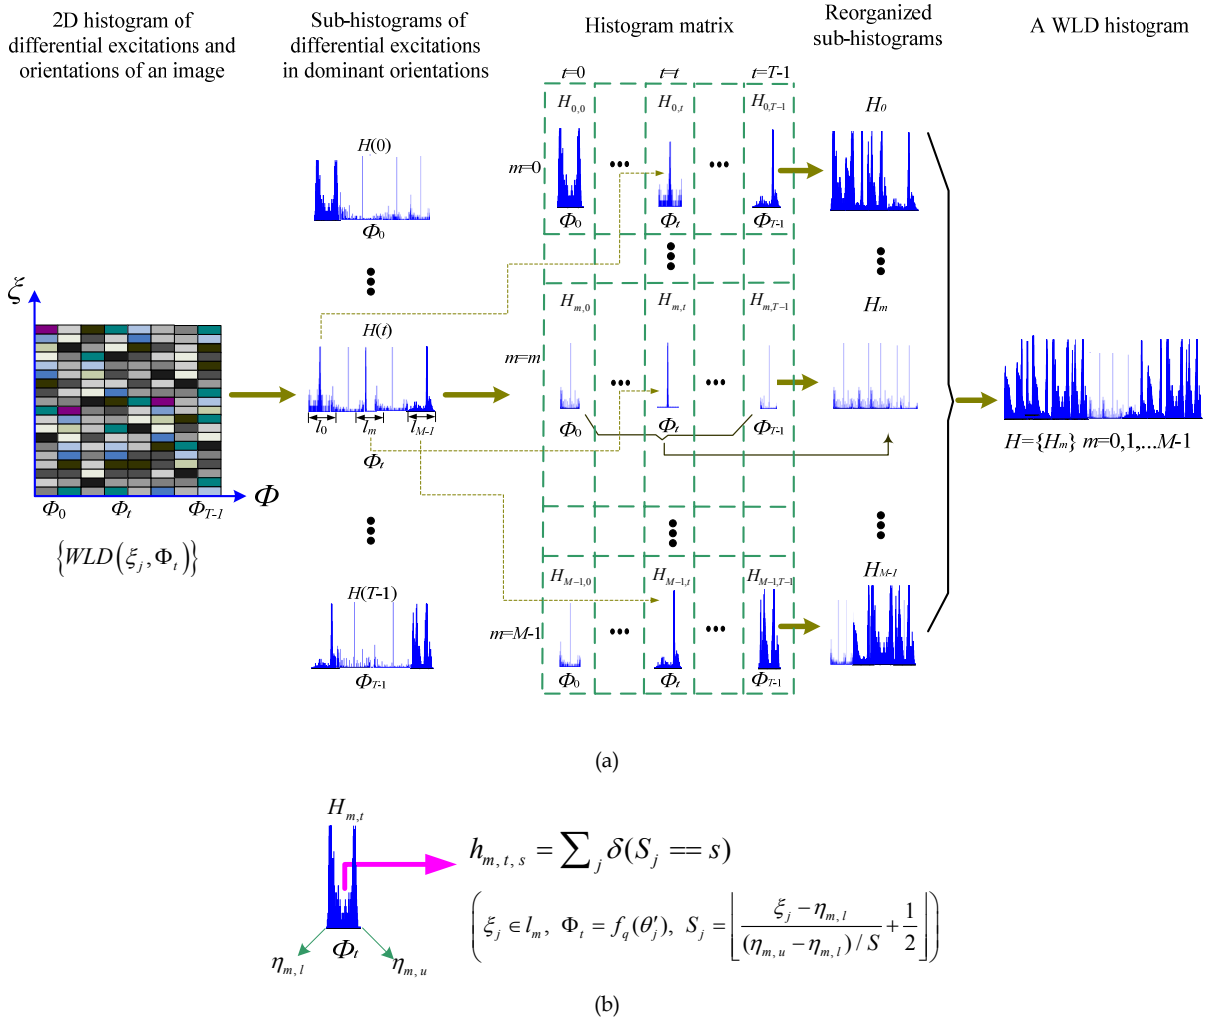 2D histogram of
differential excitations and
orientations of an image
Sub-histograms of
differential excitations
in dominant orientations
Histogram matrix
Reorganized
sub-histograms
A WLD histogram
t=0
t=t
t=T-1
H(0)
Φ0
H(t)
l0
lm
lM-1
Φt
H(T-1)
ΦT-1
ξ
Φ
Φ0
Φt
ΦT-1
{WLD(ξj, Φt)}
m=0
H0,0
H0,t
H0,T−1
•••
•••
Φ0
Φt
ΦT-1
m=m
Hm,0
Hm,t
Hm,T−1
•••
•••
Φ0
Φt
ΦT-1
m=M-1
HM−1,0
HM−1,t
HM−1,T−1
•••
•••
Φ0
Φt
ΦT-1
H0
Hm
HM-1
H={Hm} m=0,1,...M-1
(a)
Hm,t
Φt
ηm,l
ηm,u
hm,t,s = ∑j δ(Sj == s)
(ξj ∈ lm, Φt = fq(θ′j), Sj = ⌊(ξj − ηm,l)/((ηm,u − ηm,l)/S) + 1/2⌋)
(b)